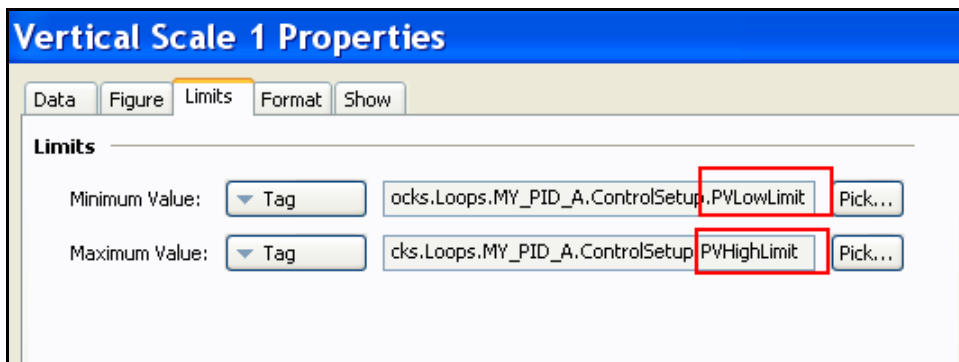 Vertical Scale 1 Properties
Data Figure Limits Format Show
Limits
Minimum Value: Tag ocks.Loops.MY_PID_A.ControlSetup.PVLowLimit Pick...
Maximum Value: Tag cks.Loops.MY_PID_A.ControlSetup PVHighLimit Pick...